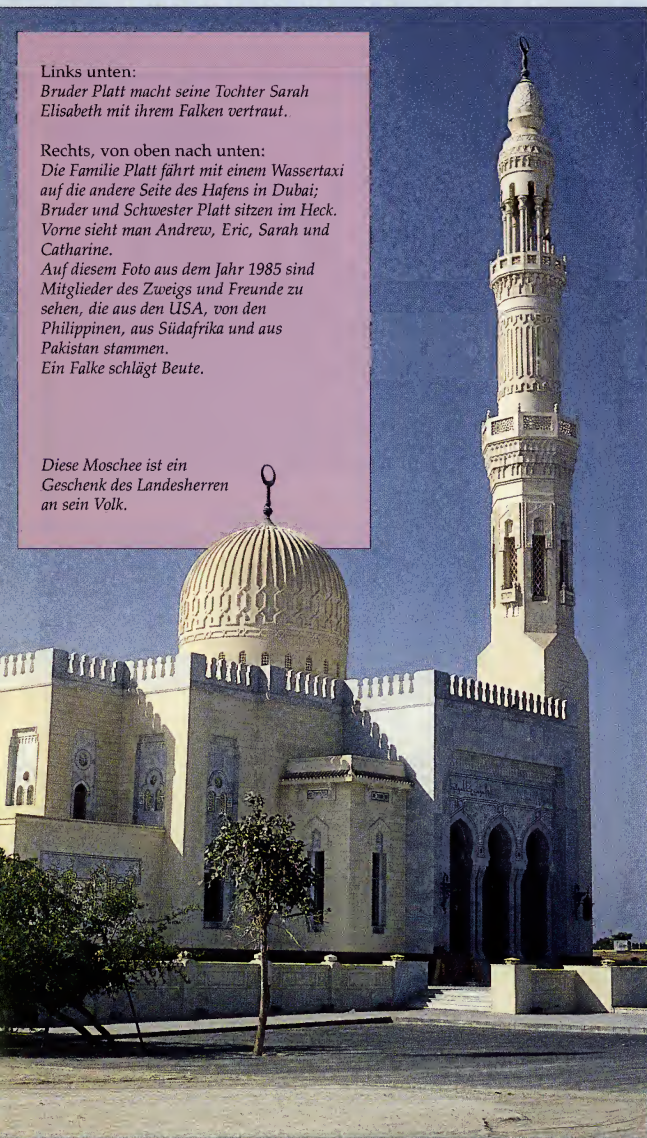 Links unten:
Bruder Platt macht seine Tochter Sarah
Elisabeth mit ihrem Falken vertraut.
Rechts, von oben nach unten:
Die Familie Platt fährt mit einem Wassertaxi
auf die andere Seite des Hafens in Dubai;
Bruder und Schwester Platt sitzen im Heck.
Vorne sieht man Andrew, Eric, Sarah und
Catharine.
Auf diesem Foto aus dem Jahr 1985 sind
Mitglieder des Zweigs und Freunde zu
sehen, die aus den USA, von den
Philippinen, aus Südafrika und aus
Pakistan stammen.
Ein Falke schlägt Beute.
Diese Moschee ist ein
Geschenk des Landesherren
an sein Volk.